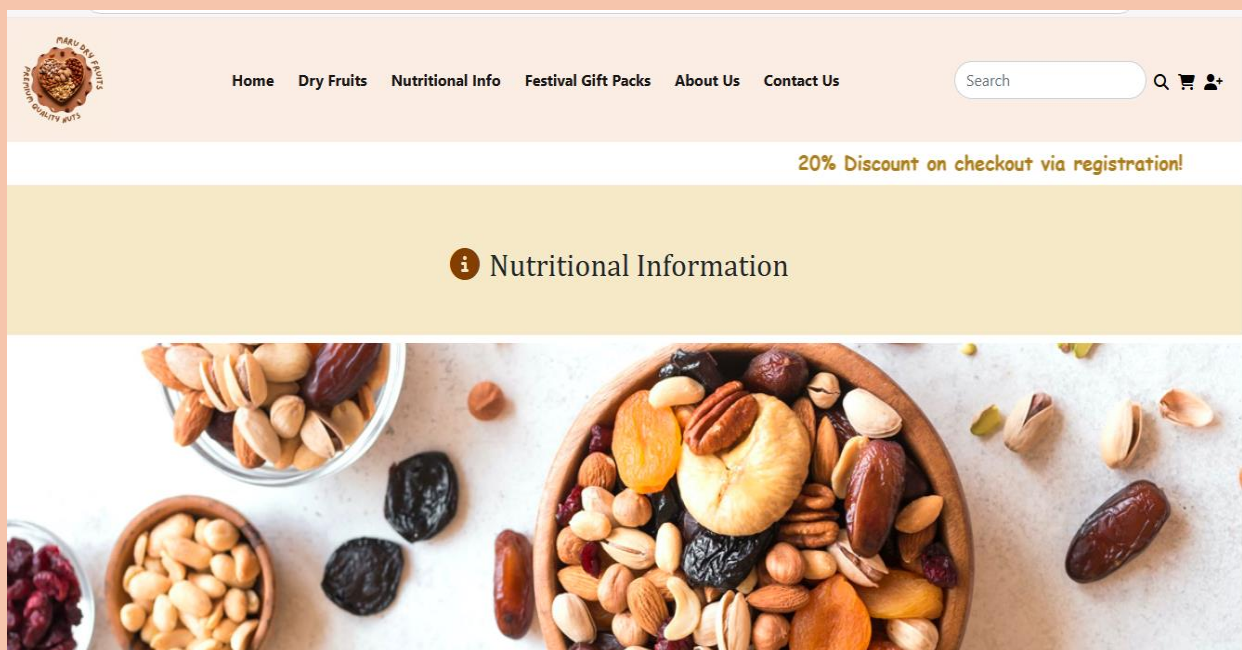 MARU DRY FRUITS
PREMIUM QUALITY NUTS
Home Dry Fruits Nutritional Info Festival Gift Packs About Us Contact Us Search
20% Discount on checkout via registration!
Nutritional Information